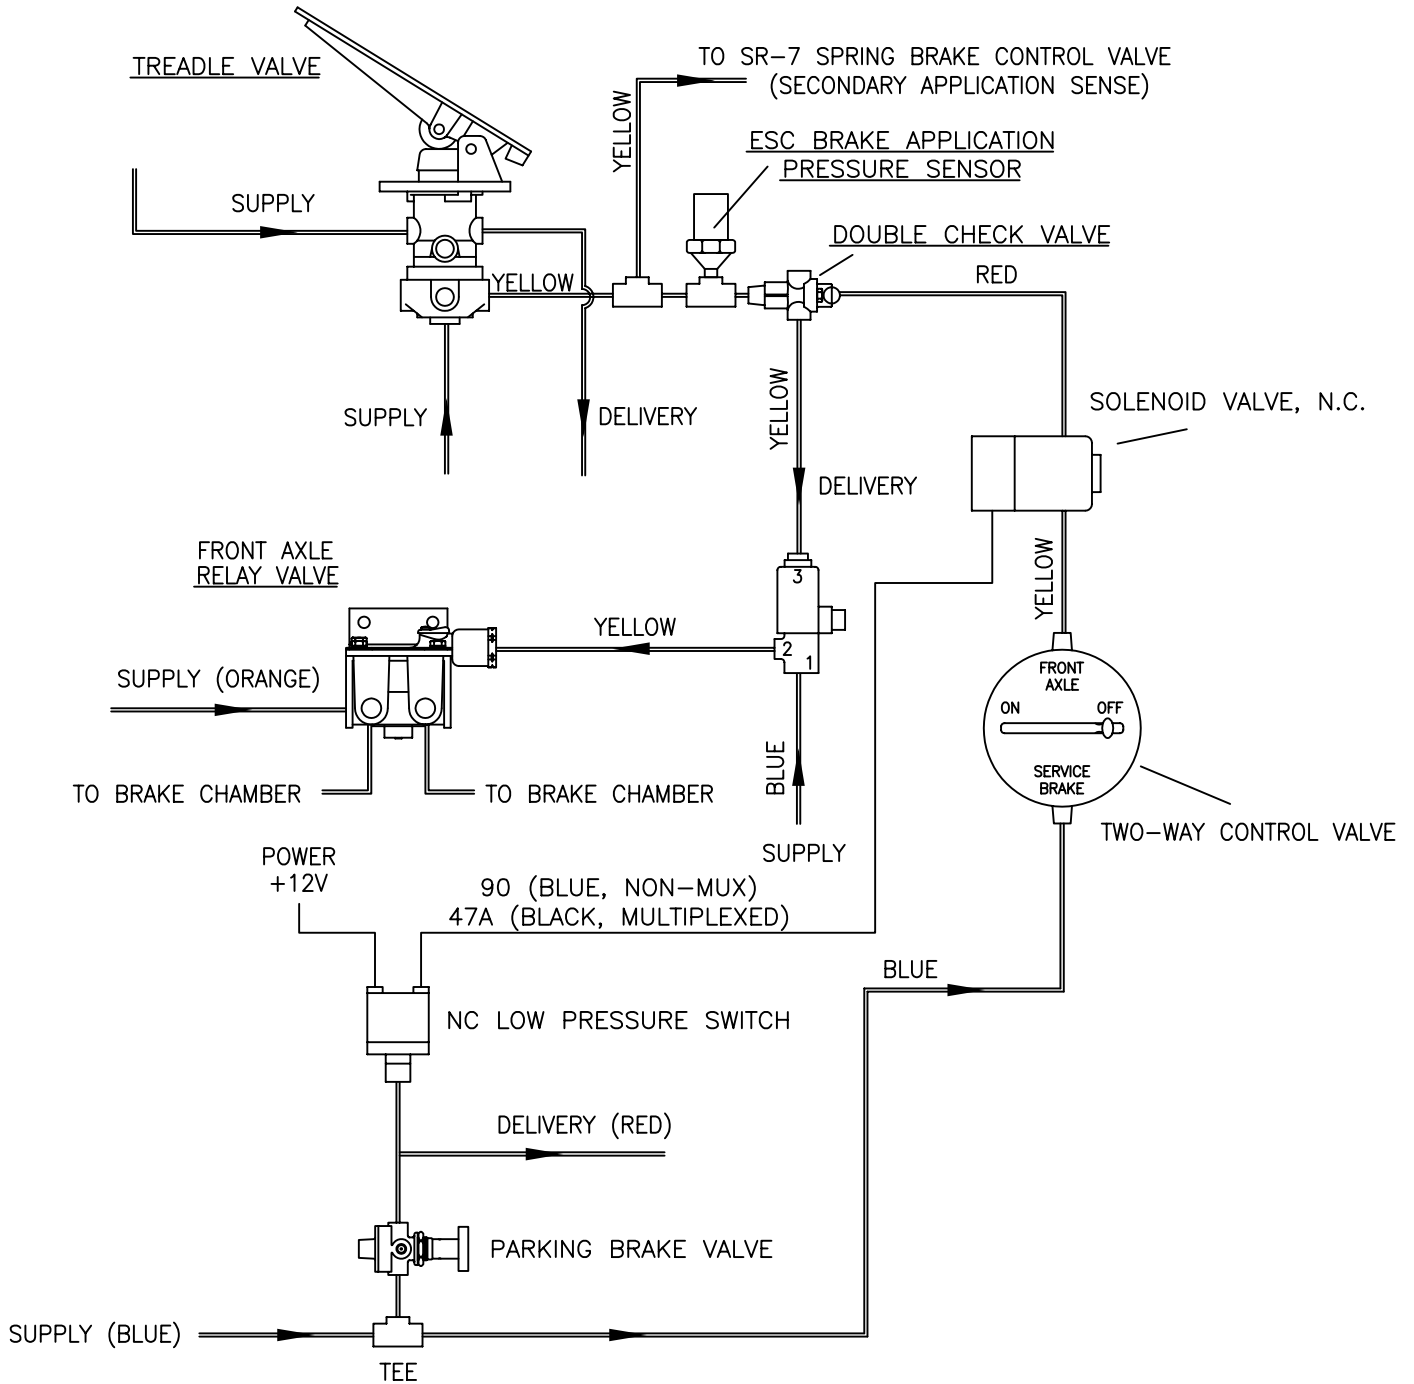 TREADLE VALVE
TO SR-7 SPRING BRAKE CONTROL VALVE
(SECONDARY APPLICATION SENSE)
YELLOW
ESC BRAKE APPLICATION
PRESSURE SENSOR
SUPPLY
DOUBLE CHECK VALVE
YELLOW
RED
SUPPLY
DELIVERY
YELLOW
SOLENOID VALVE, N.C.
DELIVERY
FRONT AXLE
RELAY VALVE
3
YELLOW
YELLOW
2
1
SUPPLY (ORANGE)
FRONT
AXLE
ON OFF
SERVICE
BRAKE
BLUE
TO BRAKE CHAMBER
TO BRAKE CHAMBER
TWO-WAY CONTROL VALVE
SUPPLY
POWER
+12V
90 (BLUE, NON-MUX)
47A (BLACK, MULTIPLEXED)
BLUE
NC LOW PRESSURE SWITCH
DELIVERY (RED)
PARKING BRAKE VALVE
SUPPLY (BLUE)
TEE